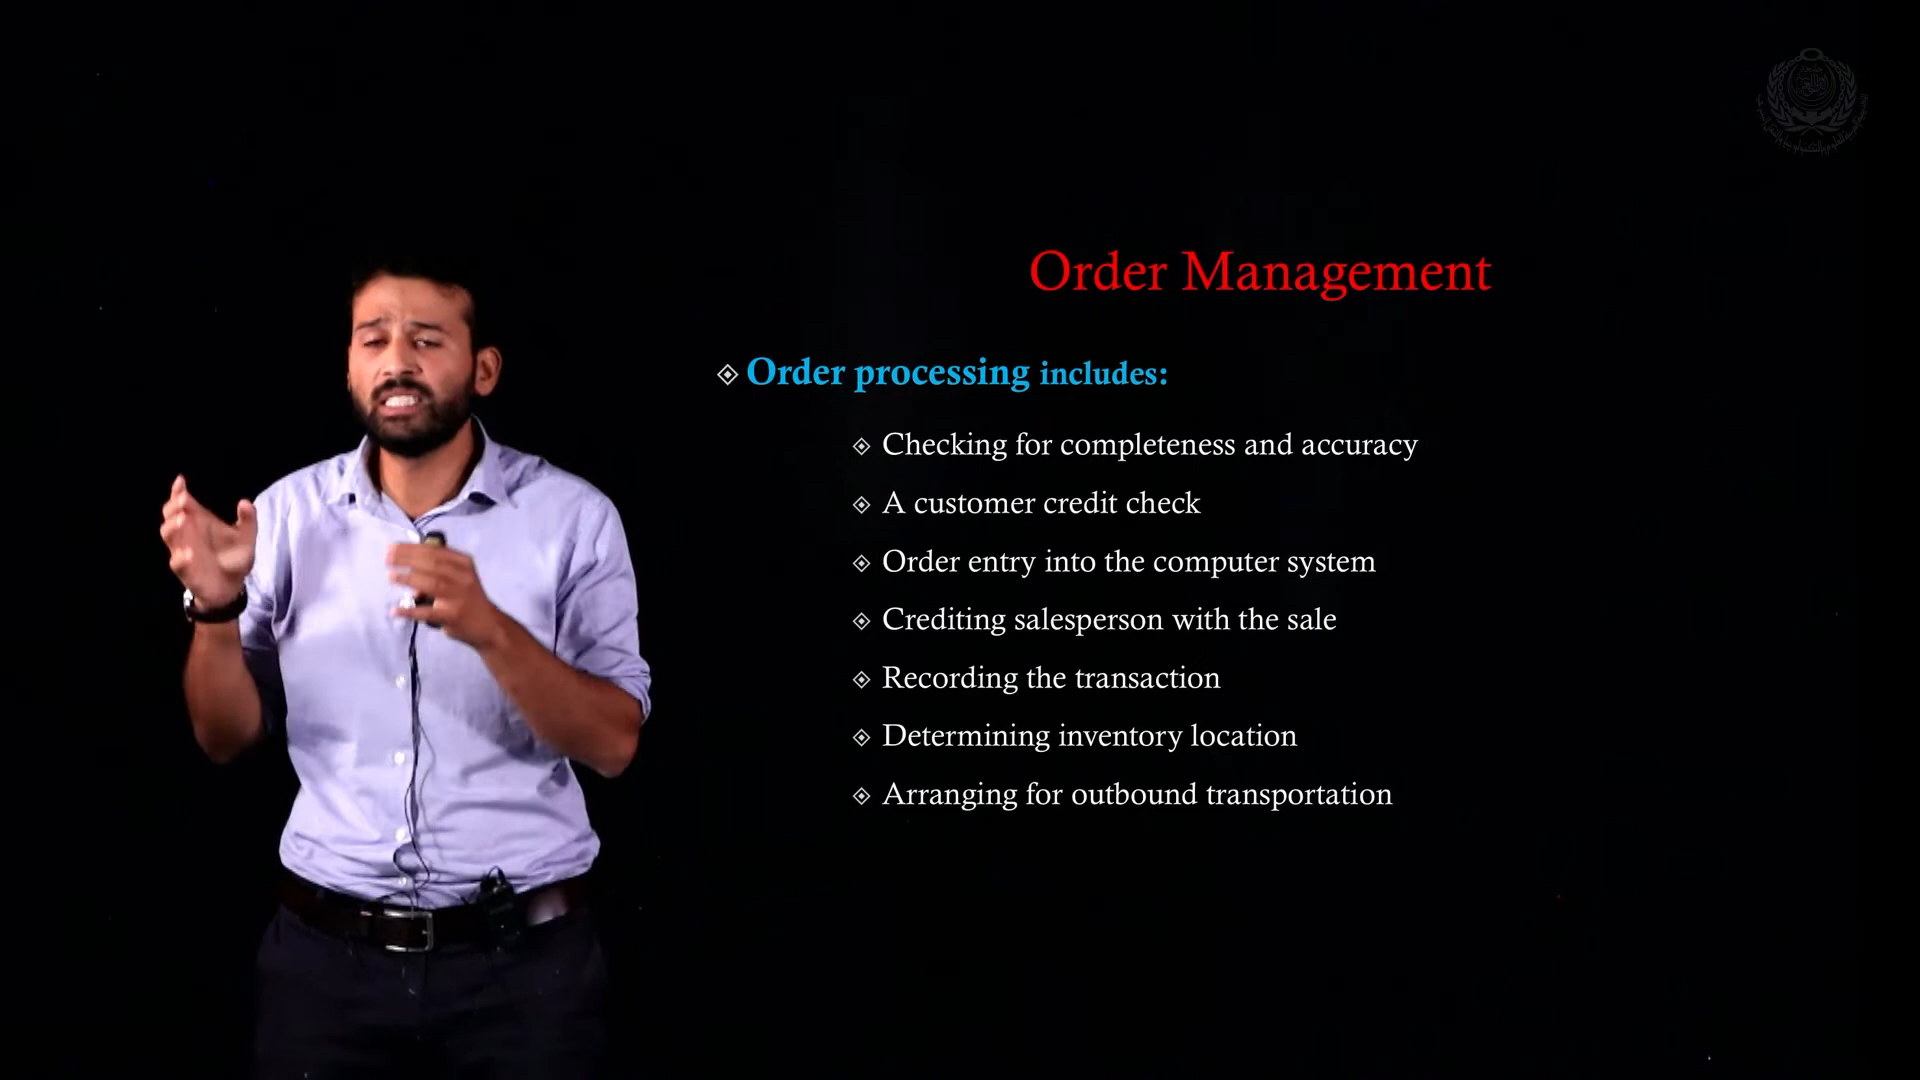 Order Management
Order processing includes:
Checking for completeness and accuracy
A customer credit check
Order entry into the computer system
Crediting salesperson with the sale
Recording the transaction
Determining inventory location
Arranging for outbound transportation